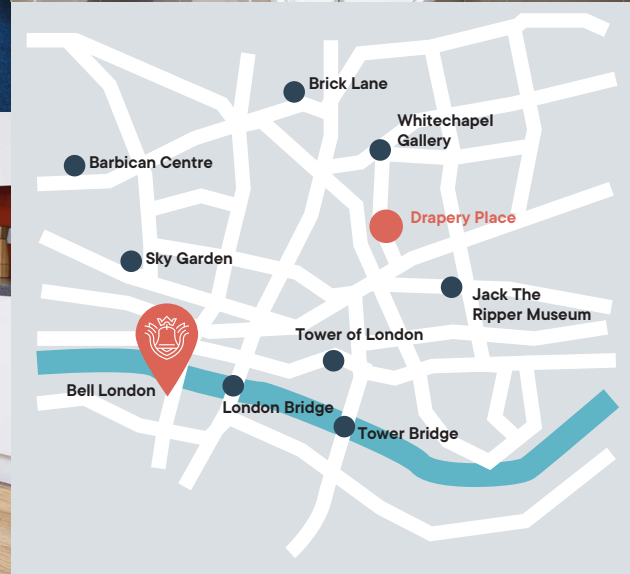 Brick Lane
Whitechapel
Gallery
Barbican Centre
Drapery Place
Sky Garden
Jack The
Ripper Museum
Tower of London
Bell London
London Bridge
Tower Bridge